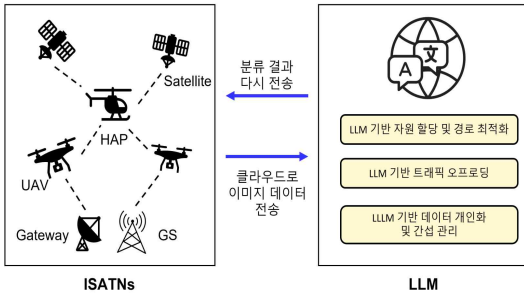 Satellite
HAP
UAV
Gateway
GS
ISATNs
분류 결과
다시 전송
클라우드로
이미지 데이터
전송
A
文
LLM 기반 자원 할당 및 경로 최적화
LLM 기반 트래픽 오프로딩
LLLM 기반 데이터 개인화
및 간섭 관리
LLM